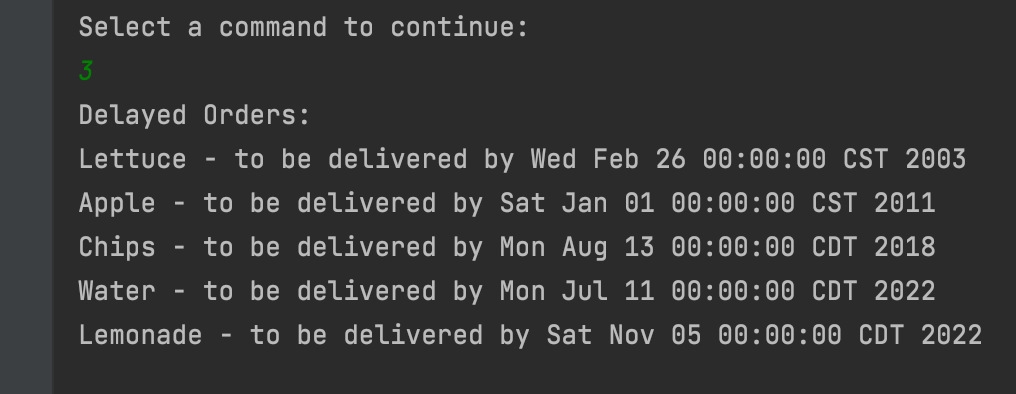 Select a command to continue:
3
Delayed Orders:
Lettuce - to be delivered by Wed Feb 26 00:00:00 CST 2003
Apple - to be delivered by Sat Jan 01 00:00:00 CST 2011
Chips - to be delivered by Mon Aug 13 00:00:00 CDT 2018
Water - to be delivered by Mon Jul 11 00:00:00 CDT 2022
Lemonade - to be delivered by Sat Nov 05 00:00:00 CDT 2022